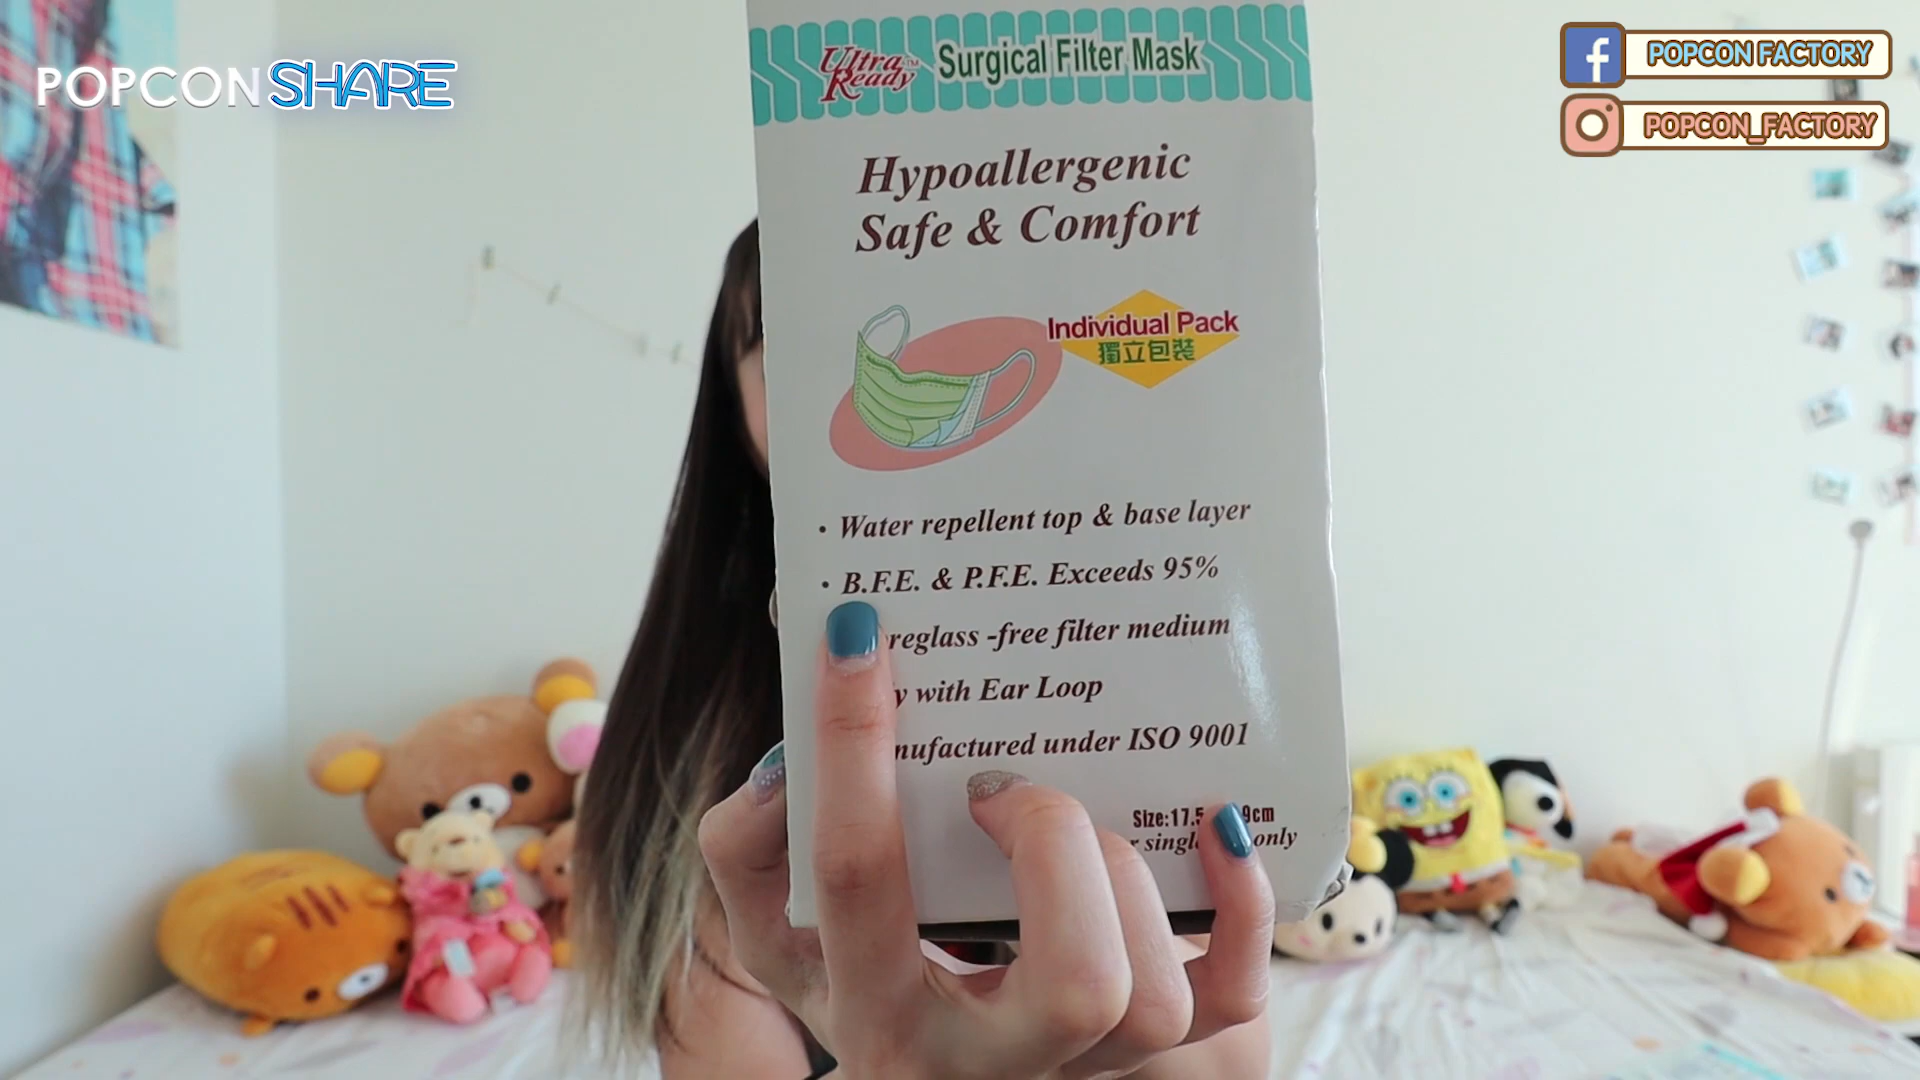 POPCON SHARE
POPCON FACTORY
POPCON_FACTORY
Ultra Ready™
Surgical Filter Mask
Hypoallergenic
Safe & Comfort
Individual Pack
獨立包裝
• Water repellent top & base layer
• B.F.E. & P.F.E. Exceeds 95%
reglass -free filter medium
y with Ear Loop
nufactured under ISO 9001
Size:17.5 9cm
r singl only